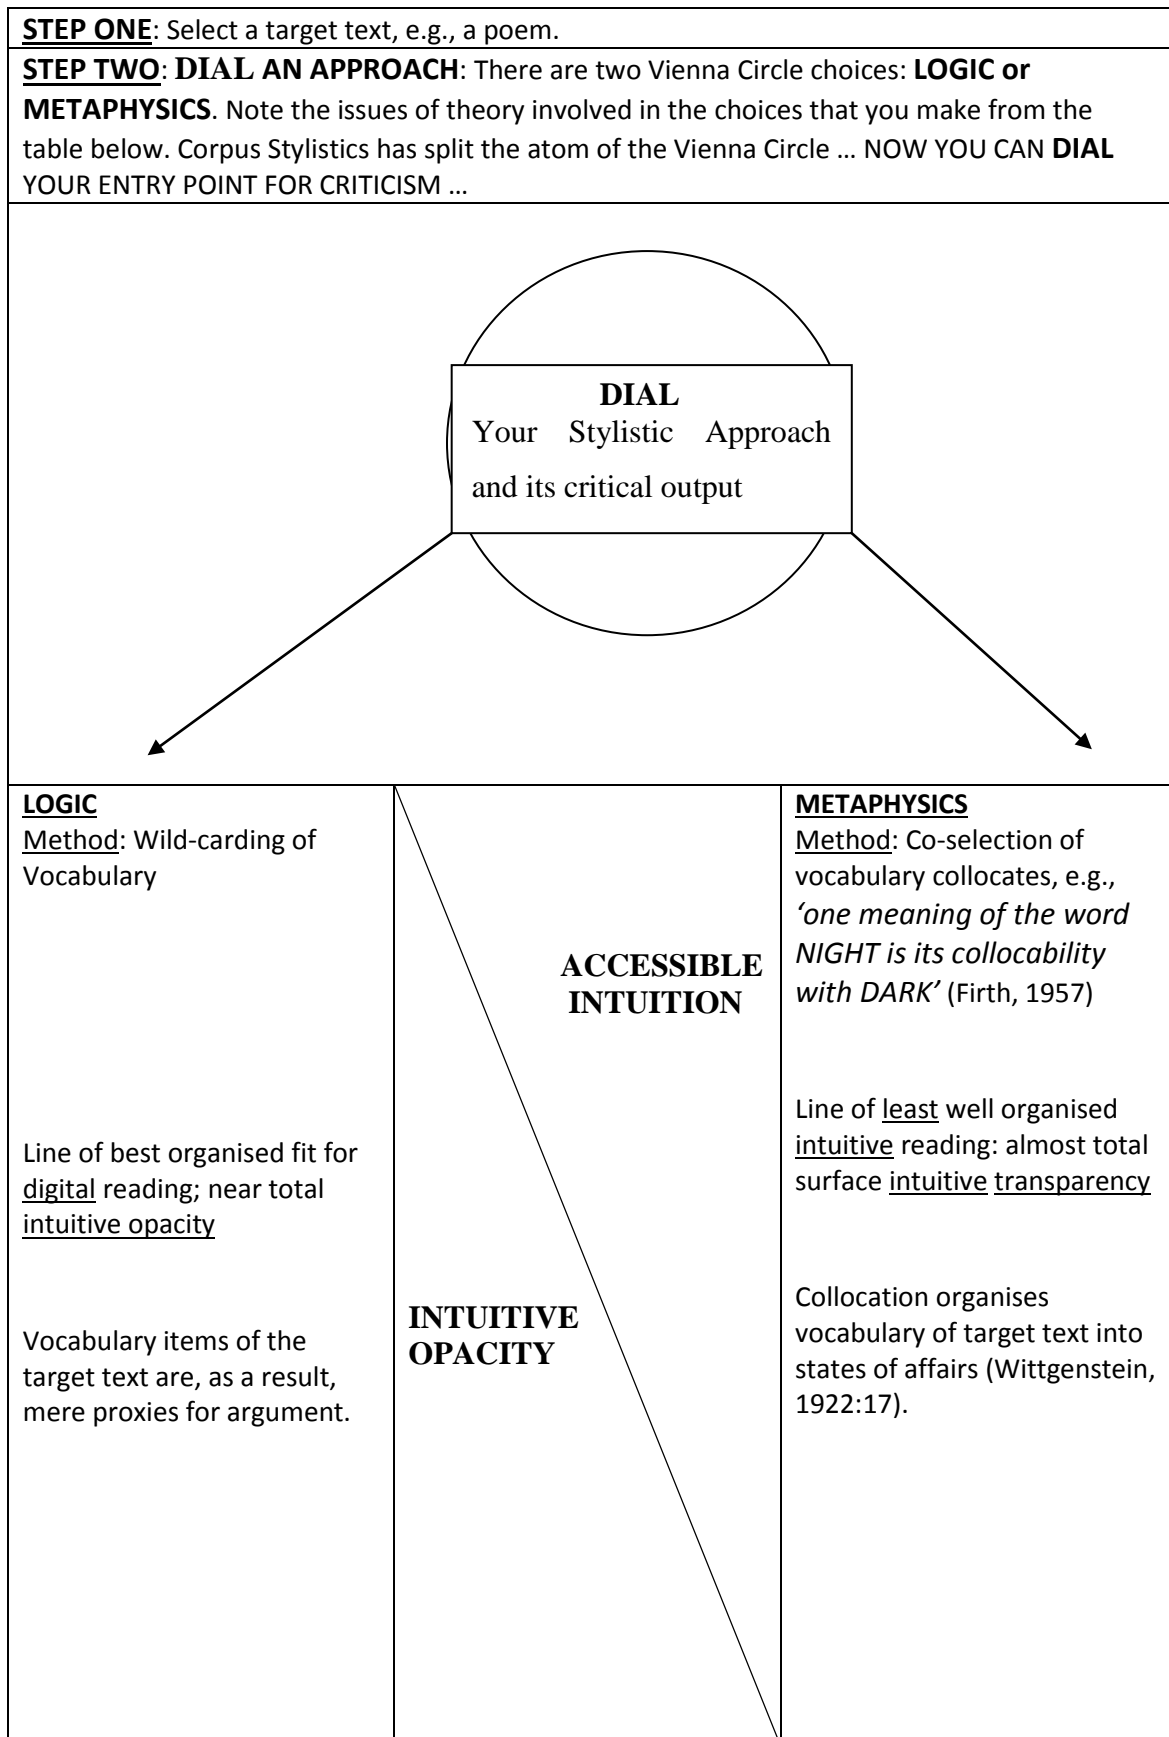 STEP ONE: Select a target text, e.g., a poem.
STEP TWO: DIAL AN APPROACH: There are two Vienna Circle choices: LOGIC or
METAPHYSICS. Note the issues of theory involved in the choices that you make from the
table below. Corpus Stylistics has split the atom of the Vienna Circle … NOW YOU CAN DIAL
YOUR ENTRY POINT FOR CRITICISM …
DIAL
Your Stylistic Approach
and its critical output
LOGIC
Method: Wild-carding of
Vocabulary
Line of best organised fit for
digital reading; near total
intuitive opacity
Vocabulary items of the
target text are, as a result,
mere proxies for argument.
ACCESSIBLE
INTUITION
INTUITIVE
OPACITY
METAPHYSICS
Method: Co-selection of
vocabulary collocates, e.g.,
‘one meaning of the word
NIGHT is its collocability
with DARK’ (Firth, 1957)
Line of least well organised
intuitive reading: almost total
surface intuitive transparency
Collocation organises
vocabulary of target text into
states of affairs (Wittgenstein,
1922:17).